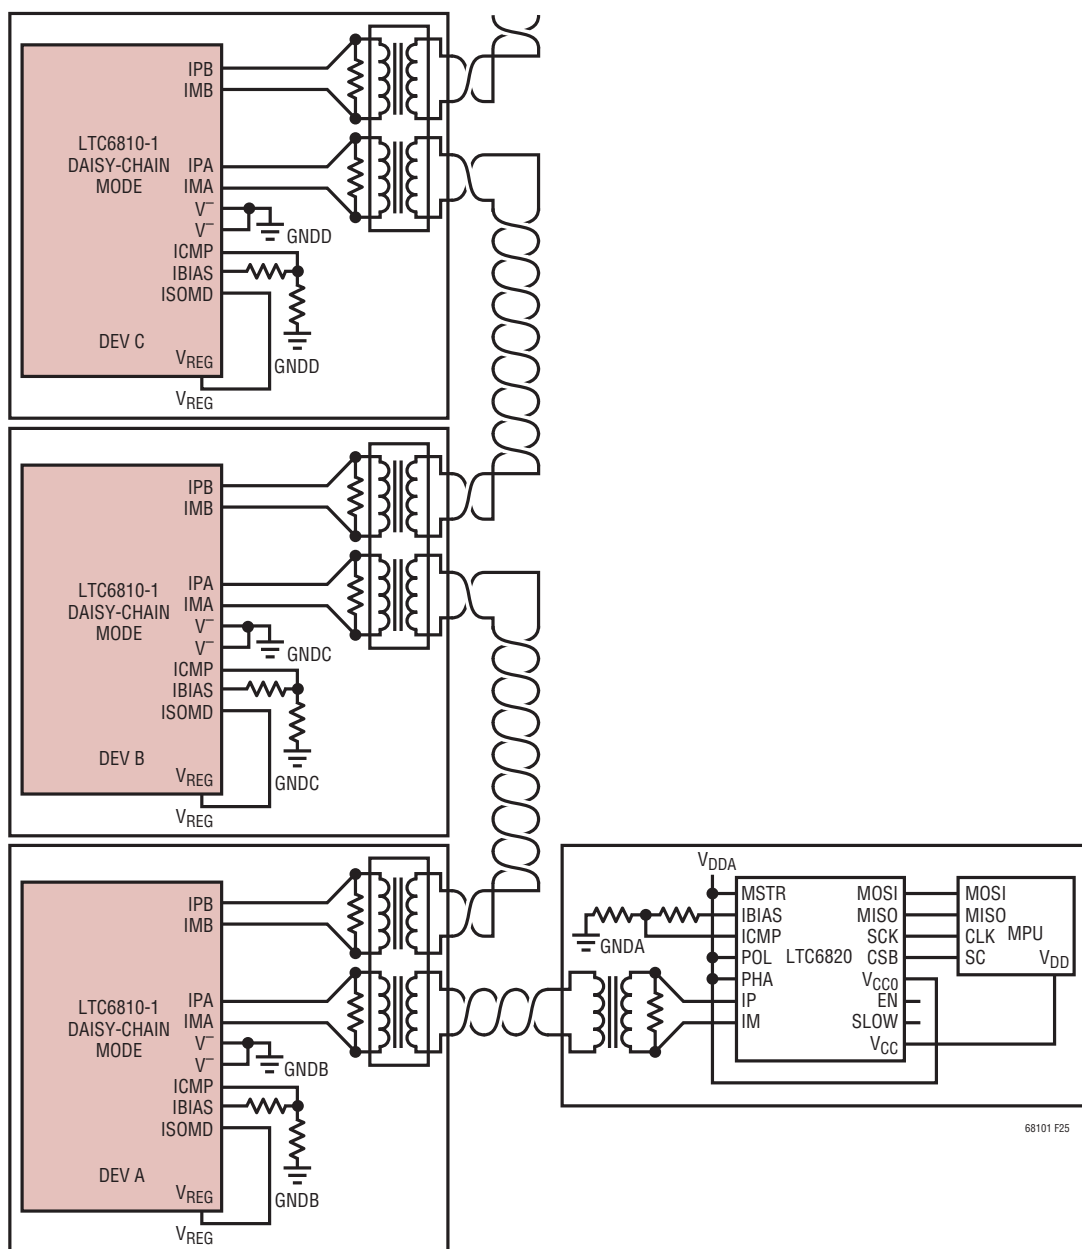 IPB
IMB
LTC6810-1
DAISY-CHAIN
MODE
IPA
IMA
V–
V–
GNDD
ICMP
IBIAS
ISOMD
GNDD
DEV C
VREG
VREG
IPB
IMB
LTC6810-1
DAISY-CHAIN
MODE
IPA
IMA
V–
V–
GNDC
ICMP
IBIAS
ISOMD
GNDC
DEV B
VREG
VREG
IPB
IMB
LTC6810-1
DAISY-CHAIN
MODE
IPA
IMA
V–
V–
GNDB
ICMP
IBIAS
ISOMD
GNDB
DEV A
VREG
VREG
VDDA
GNDA
MSTR
IBIAS
ICMP
POL
PHA
IP
IM
LTC6820
MOSI
MISO
SCK
CSB
VCC0
EN
SLOW
VCC
MOSI
MISO
CLK
SC
MPU
VDD
68101 F25